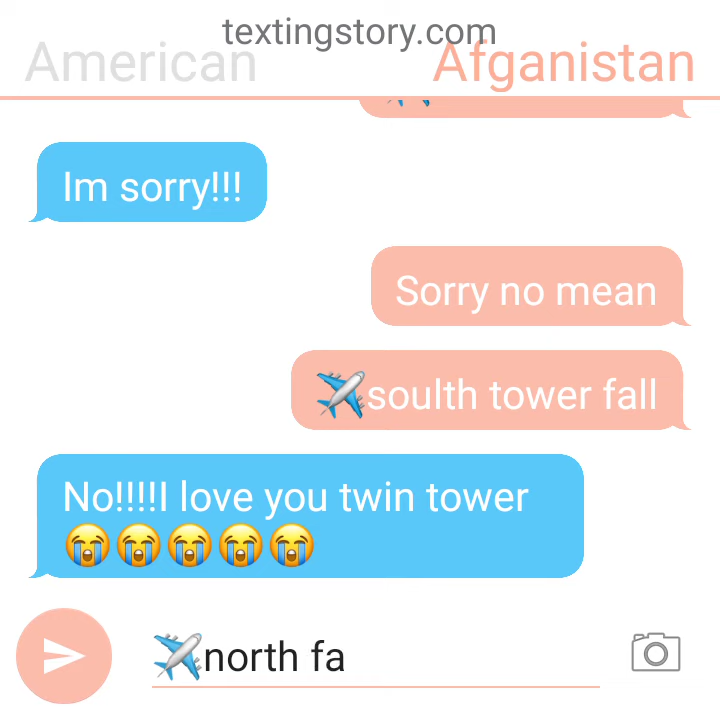 textingstory.com
American
Afganistan
Im sorry!!!
Sorry no mean
✈️soulth tower fall
No!!!!I love you twin tower
😭😭😭😭😭
✈️north fa